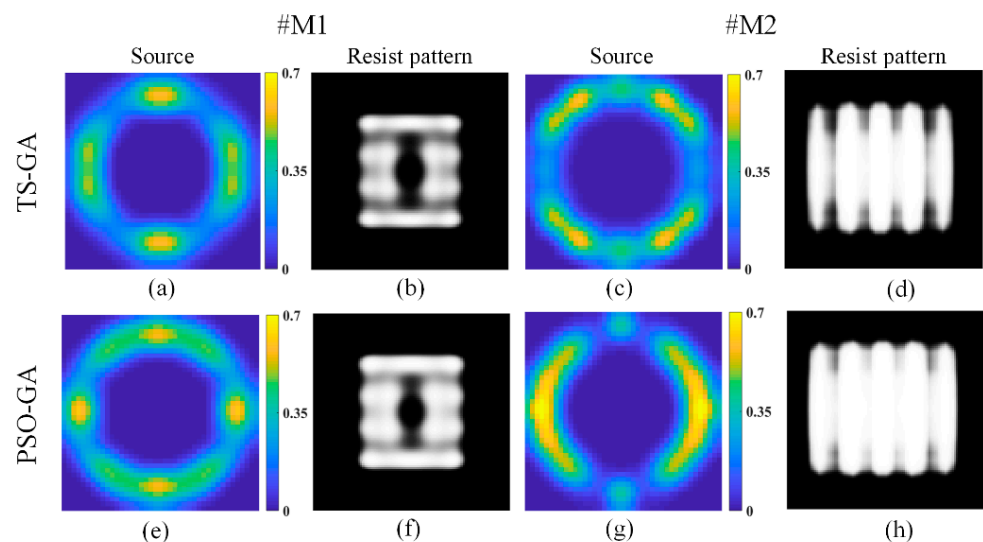 #M1 #M2
Source Resist pattern Source Resist pattern
TS-GA
0.7 0.7
0.35 0.35
0 0
(a) (b) (c) (d)
PSO-GA
0.7 0.7
0.35 0.35
0 0
(e) (f) (g) (h)